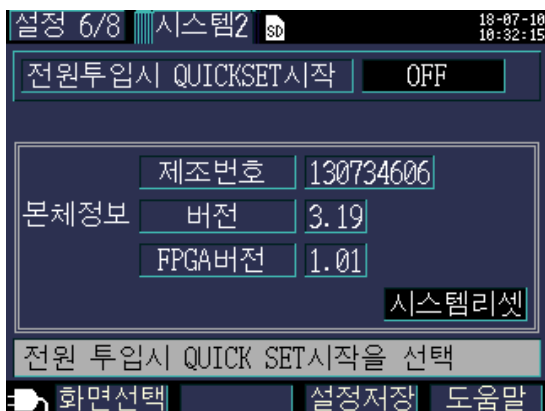 설정 6/8 시스템2 SD 18-07-10
10:32:15
전원투입시 QUICKSET시작 OFF
제조번호 130734606
본체정보 버전 3.19
FPGA버전 1.01
시스템리셋
전원 투입시 QUICK SET시작을 선택
화면선택 설정저장 도움말